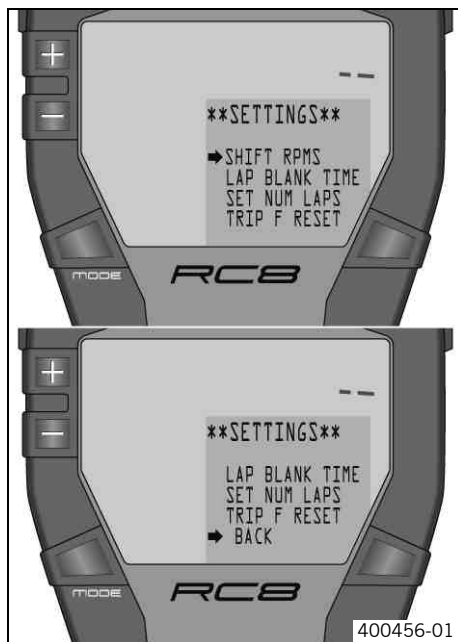 +
– –
–
**SETTINGS**
➡SHIFT RPMS
LAP BLANK TIME
SET NUM LAPS
TRIP F RESET
MODE
RC8
+
– –
–
**SETTINGS**
LAP BLANK TIME
SET NUM LAPS
TRIP F RESET
➡ BACK
MODE
RC8
400456-01